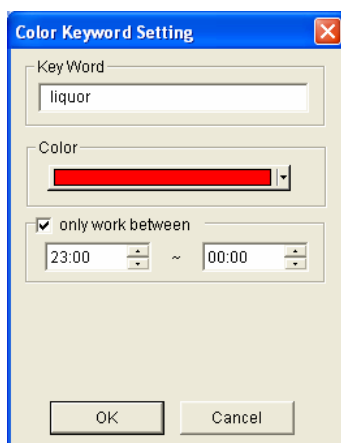 Color Keyword Setting
Key Word
liquor
Color
only work between
23:00 ~ 00:00
OK Cancel